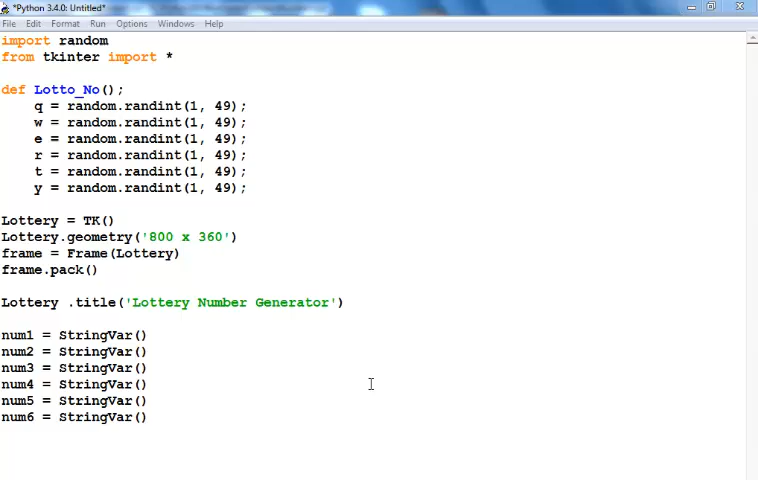 *Python 3.4.0: Untitled*
File Edit Format Run Options Windows Help
import random
from tkinter import *
def Lotto_No();
q = random.randint(1, 49);
w = random.randint(1, 49);
e = random.randint(1, 49);
r = random.randint(1, 49);
t = random.randint(1, 49);
y = random.randint(1, 49);
Lottery = TK()
Lottery.geometry('800 x 360')
frame = Frame(Lottery)
frame.pack()
Lottery .title('Lottery Number Generator')
num1 = StringVar()
num2 = StringVar()
num3 = StringVar()
num4 = StringVar()
num5 = StringVar()
num6 = StringVar()